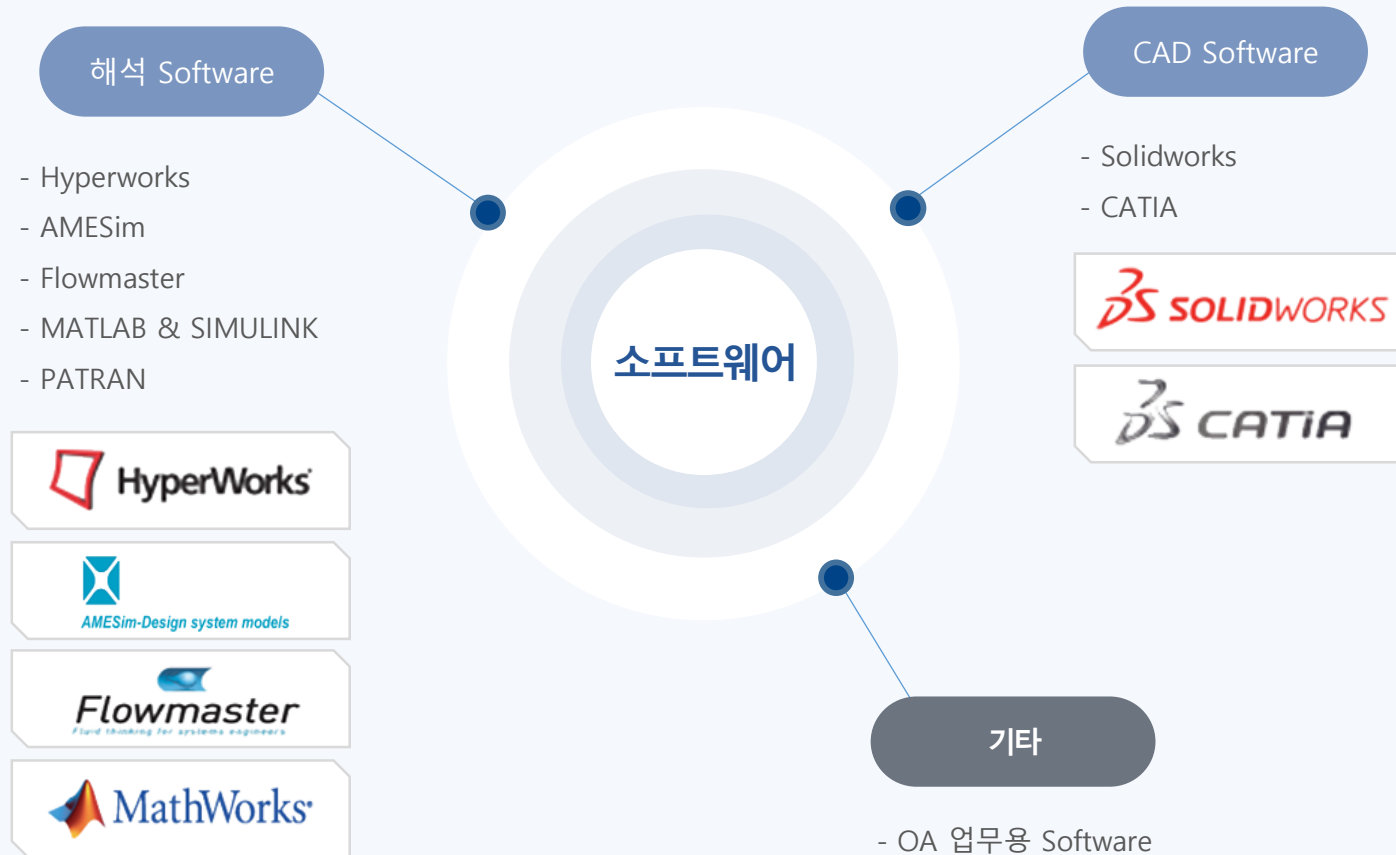 해석 Software
- Hyperworks
- AMESim
- Flowmaster
- MATLAB & SIMULINK
- PATRAN
HyperWorks
AMESim-Design system models
Flowmaster
Fluid thinking for systems engineers
MathWorks®
소프트웨어
CAD Software
- Solidworks
- CATIA
SOLIDWORKS
CATiA
기타
- OA 업무용 Software